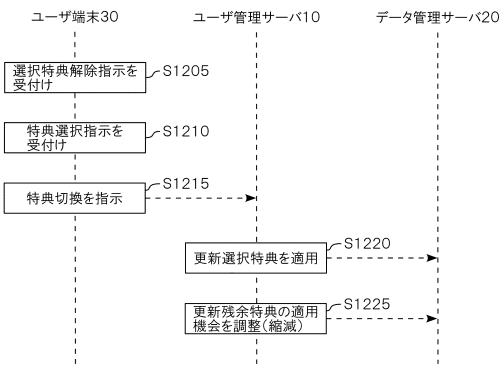 ユーザ端末30
ユーザ管理サーバ10
データ管理サーバ20
選択特典解除指示を
受付け
S1205
特典選択指示を
受付け
S1210
特典切換を指示
S1215
更新選択特典を適用
S1220
更新残余特典の適用
機会を調整(縮減)
S1225